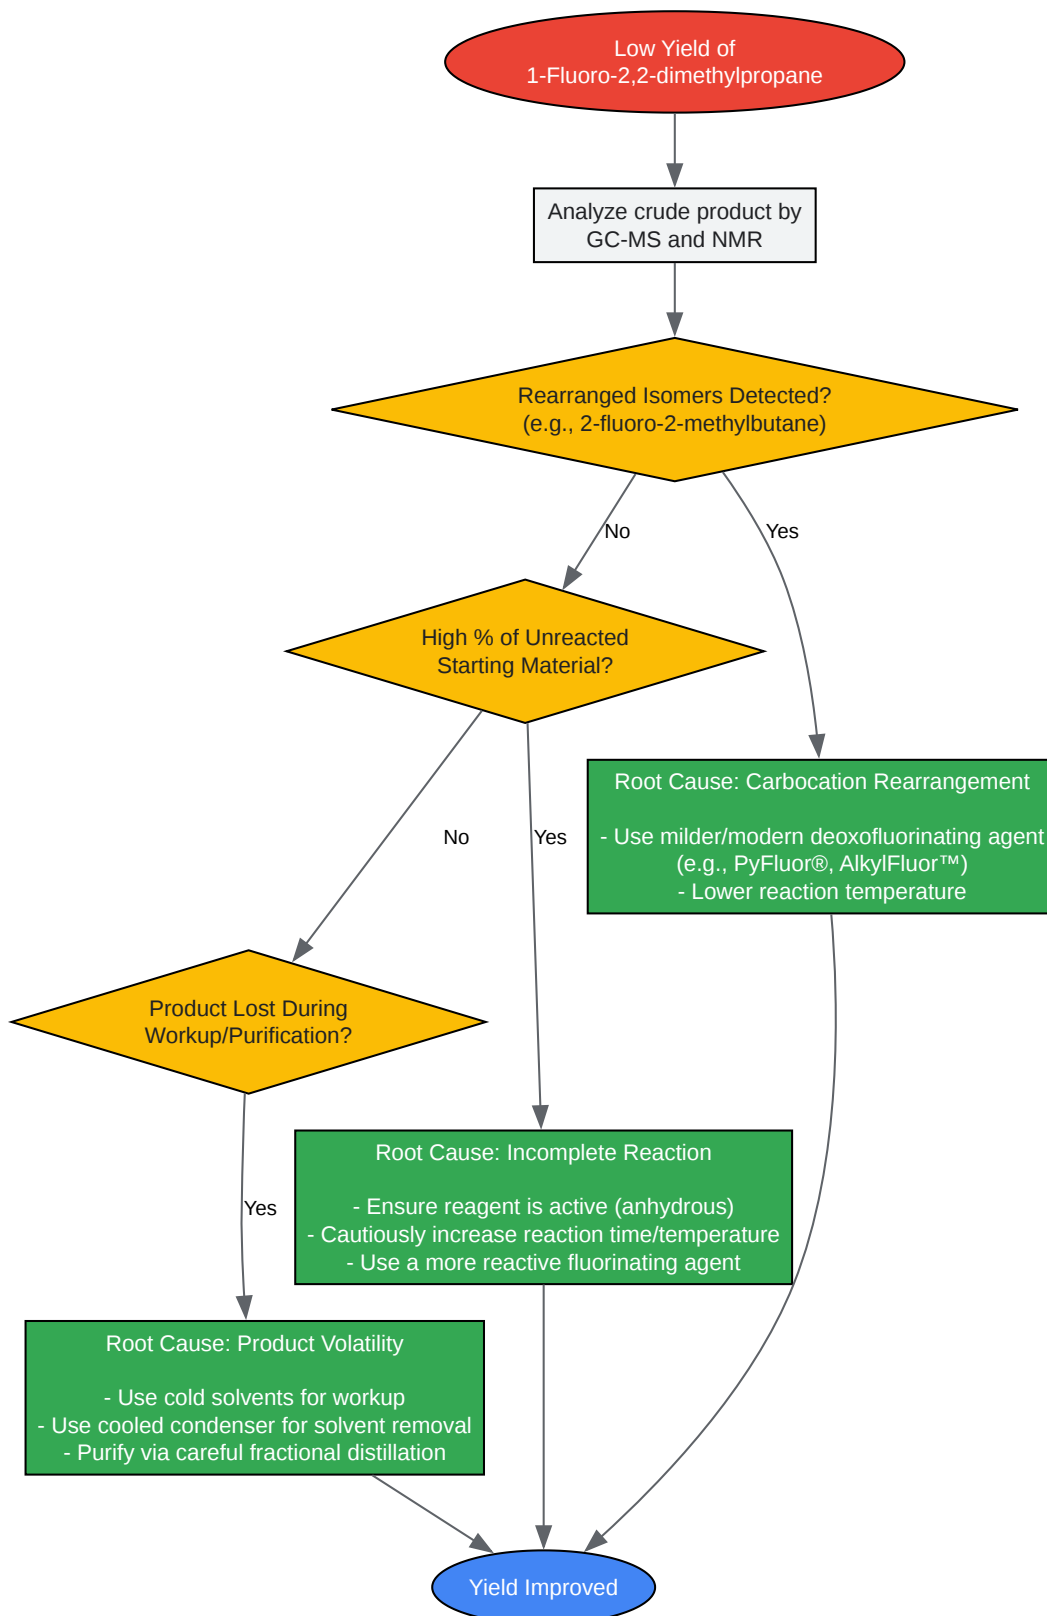 Low Yield of
1-Fluoro-2,2-dimethylpropane
Analyze crude product by
GC-MS and NMR
Rearranged Isomers Detected?
(e.g., 2-fluoro-2-methylbutane)
No
Yes
High % of Unreacted
Starting Material?
Root Cause: Carbocation Rearrangement
- Use milder/modern deoxofluorinating agent
(e.g., PyFluor®, AlkylFluor™)
- Lower reaction temperature
No
Yes
Product Lost During
Workup/Purification?
Root Cause: Incomplete Reaction
- Ensure reagent is active (anhydrous)
- Cautiously increase reaction time/temperature
- Use a more reactive fluorinating agent
Yes
Root Cause: Product Volatility
- Use cold solvents for workup
- Use cooled condenser for solvent removal
- Purify via careful fractional distillation
Yield Improved